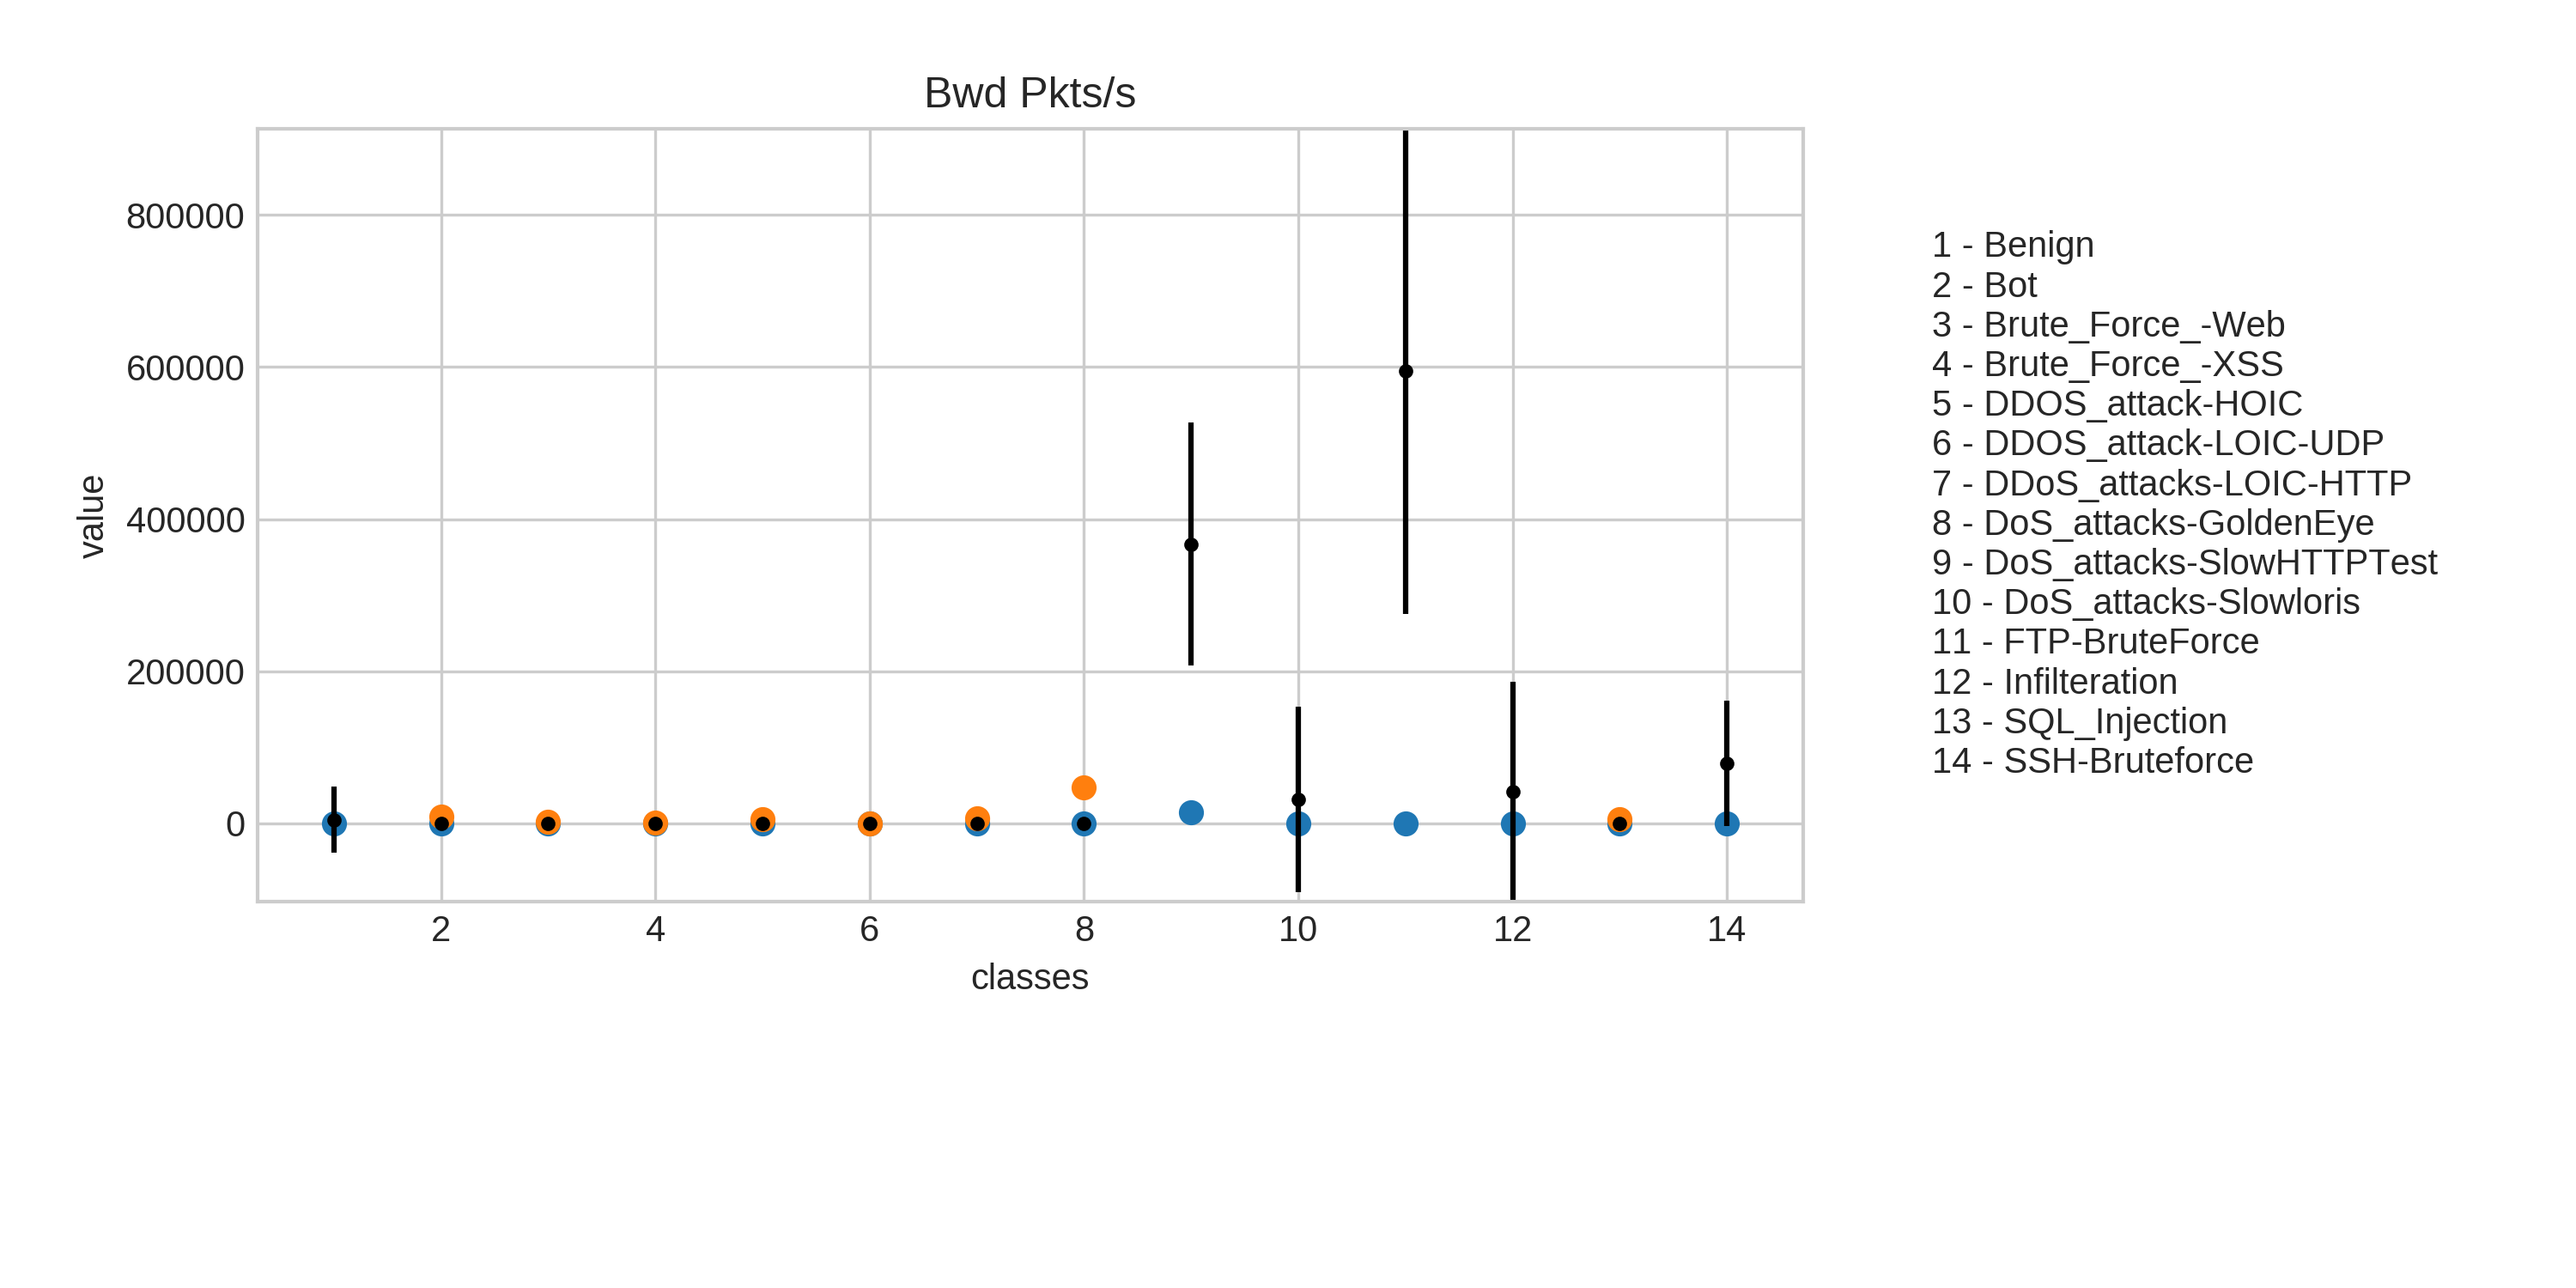 Bwd Pkts/s
800000
600000
400000
200000
0
value
2 4 6 8 10 12 14
classes
1 - Benign
2 - Bot
3 - Brute_Force_-Web
4 - Brute_Force_-XSS
5 - DDOS_attack-HOIC
6 - DDOS_attack-LOIC-UDP
7 - DDoS_attacks-LOIC-HTTP
8 - DoS_attacks-GoldenEye
9 - DoS_attacks-SlowHTTPTest
10 - DoS_attacks-Slowloris
11 - FTP-BruteForce
12 - Infilteration
13 - SQL_Injection
14 - SSH-Bruteforce